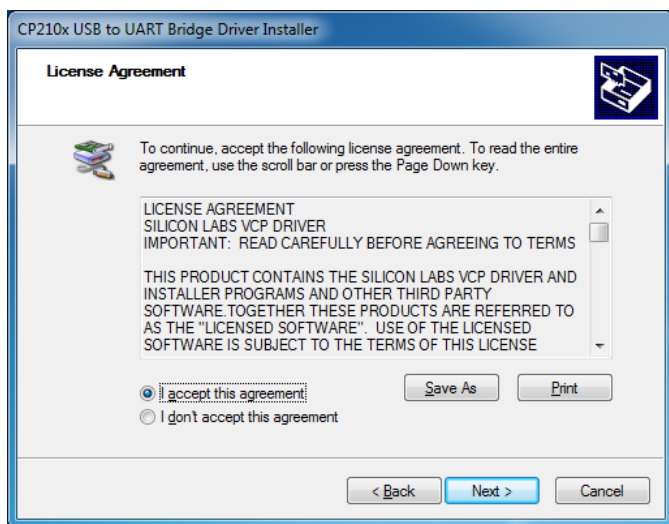 CP210x USB to UART Bridge Driver Installer
License Agreement
To continue, accept the following license agreement. To read the entire
agreement, use the scroll bar or press the Page Down key.
LICENSE AGREEMENT
SILICON LABS VCP DRIVER
IMPORTANT:  READ CAREFULLY BEFORE AGREEING TO TERMS
THIS PRODUCT CONTAINS THE SILICON LABS VCP DRIVER AND
INSTALLER PROGRAMS AND OTHER THIRD PARTY
SOFTWARE.TOGETHER THESE PRODUCTS ARE REFERRED TO
AS THE "LICENSED SOFTWARE".  USE OF THE LICENSED
SOFTWARE IS SUBJECT TO THE TERMS OF THIS LICENSE
I accept this agreement
Save As
Print
I don't accept this agreement
< Back
Next >
Cancel